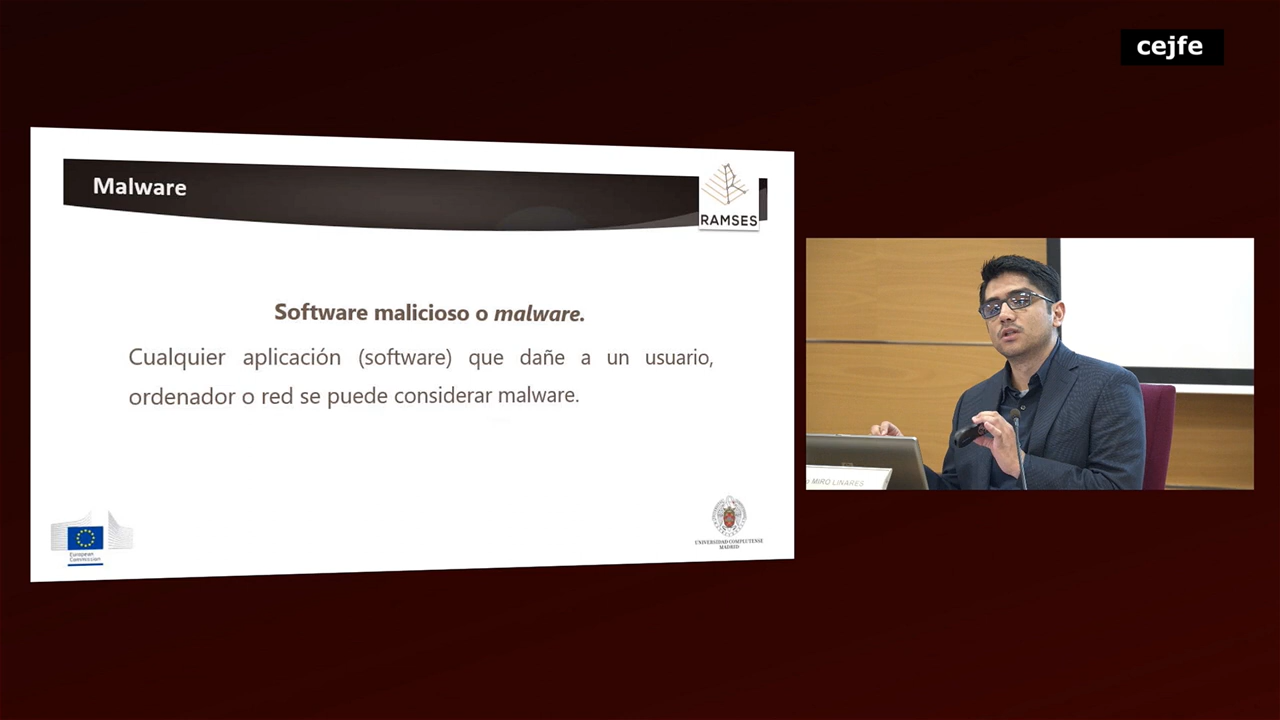 cejfe
Malware
RAMSES
Software malicioso o malware.
Cualquier aplicación (software) que dañe a un usuario,
ordenador o red se puede considerar malware.
European
Commission
UNIVERSIDAD COMPLUTENSE
MADRID
MIRÓ LINARES